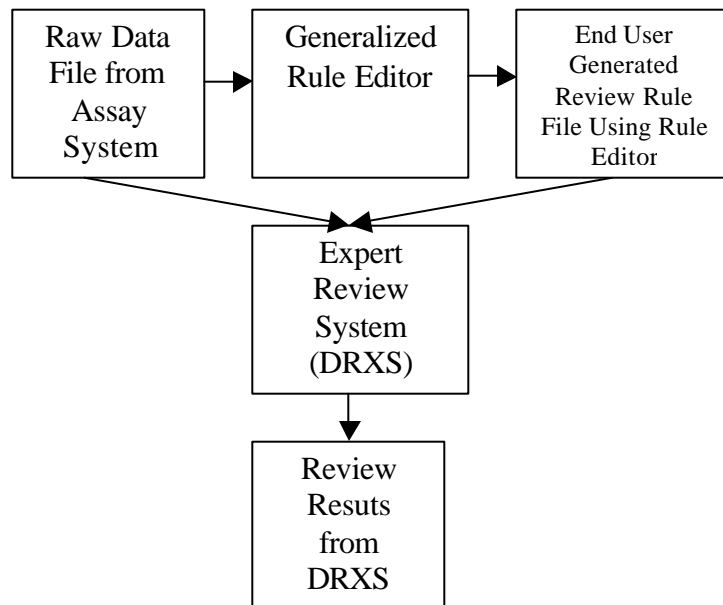 Raw Data
File from
Assay
System
Generalized
Rule Editor
End User
Generated
Review Rule
File Using Rule
Editor
Expert
Review
System
(DRXS)
Review
Resuts
from
DRXS